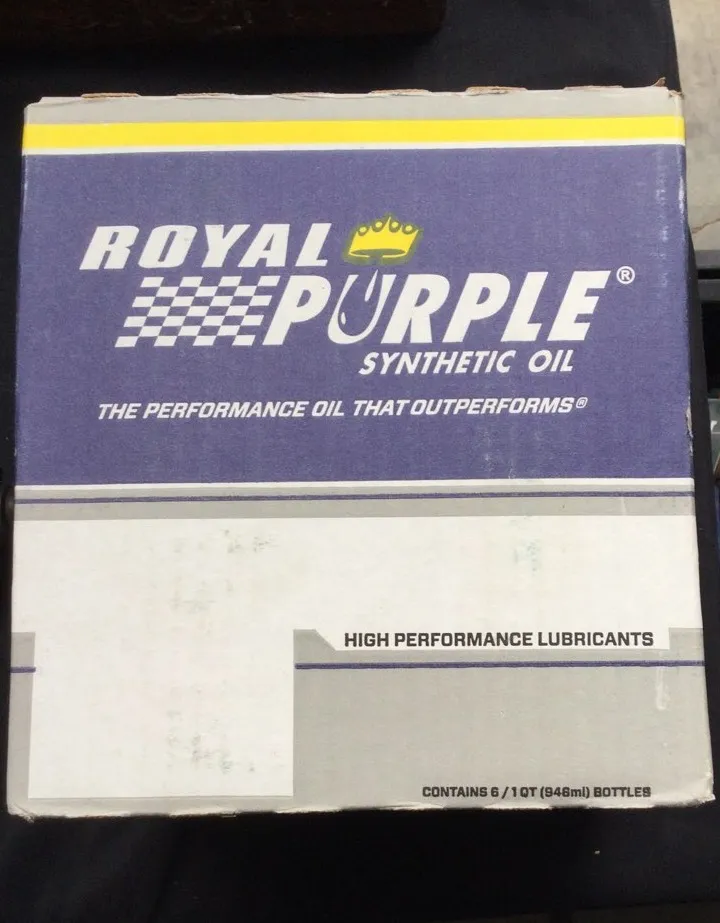 ROYAL
PURPLE®
SYNTHETIC OIL
THE PERFORMANCE OIL THAT OUTPERFORMS®
HIGH PERFORMANCE LUBRICANTS
CONTAINS 6 / 1 QT (946ml) BOTTLES